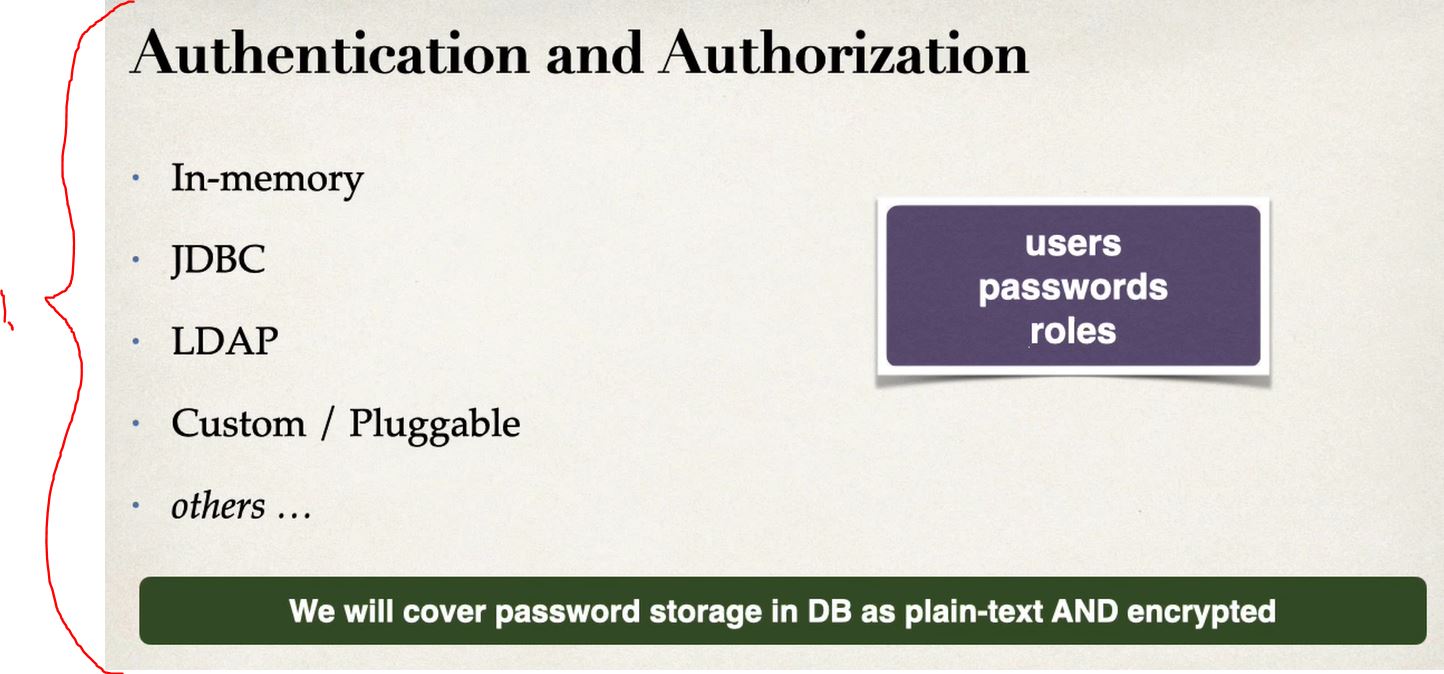 Authentication and Authorization
• In-memory
• JDBC
• LDAP
• Custom / Pluggable
• others …
users
passwords
roles
We will cover password storage in DB as plain-text AND encrypted